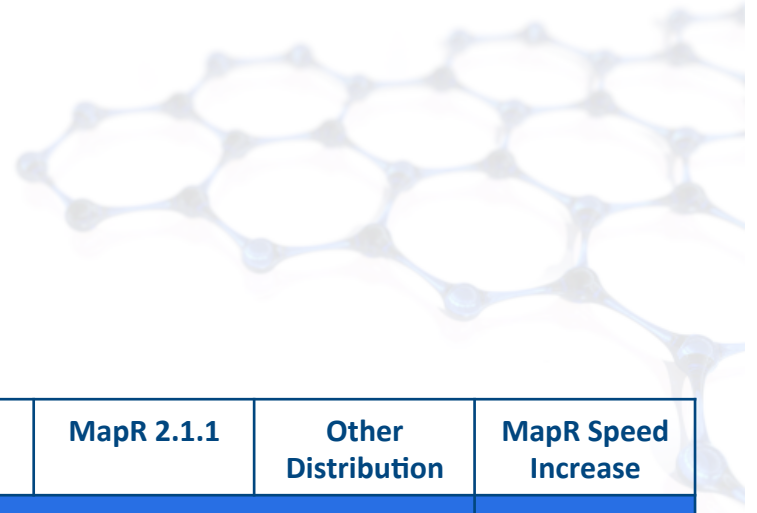 MapR 2.1.1
Other
Distribution
MapR Speed
Increase